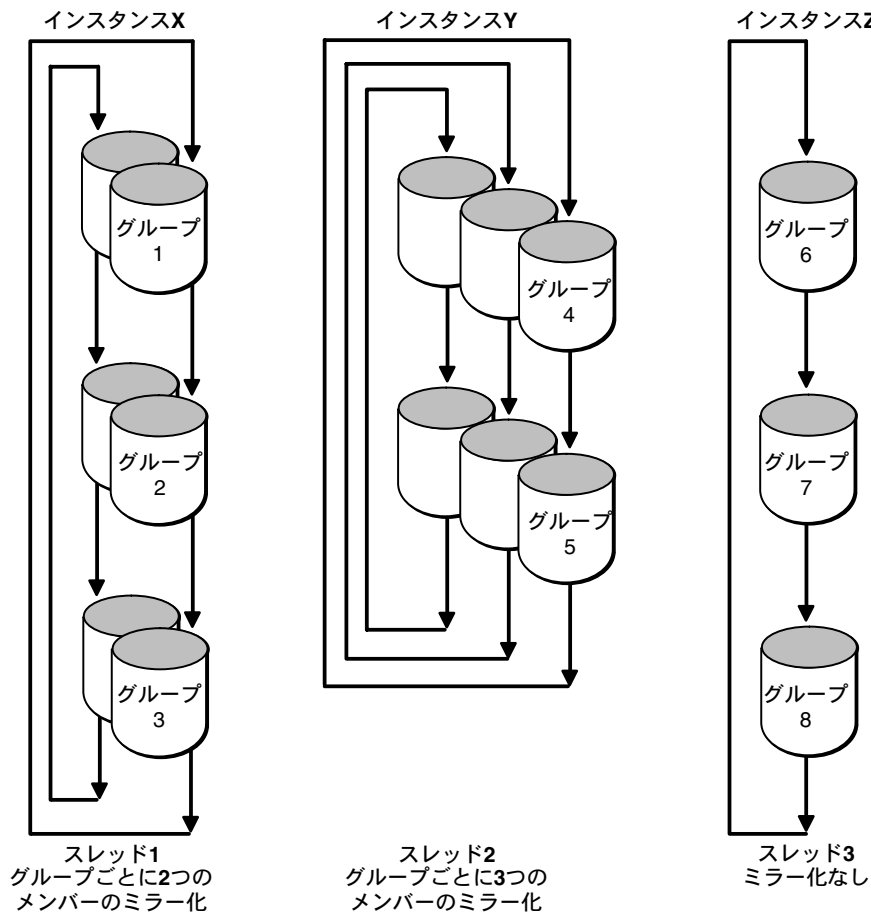 インスタンスX
グループ
1
グループ
2
グループ
3
スレッド1
グループごとに2つの
メンバーのミラー化
インスタンスY
グループ
4
グループ
5
スレッド2
グループごとに3つの
メンバーのミラー化
インスタンスZ
グループ
6
グループ
7
グループ
8
スレッド3
ミラー化なし